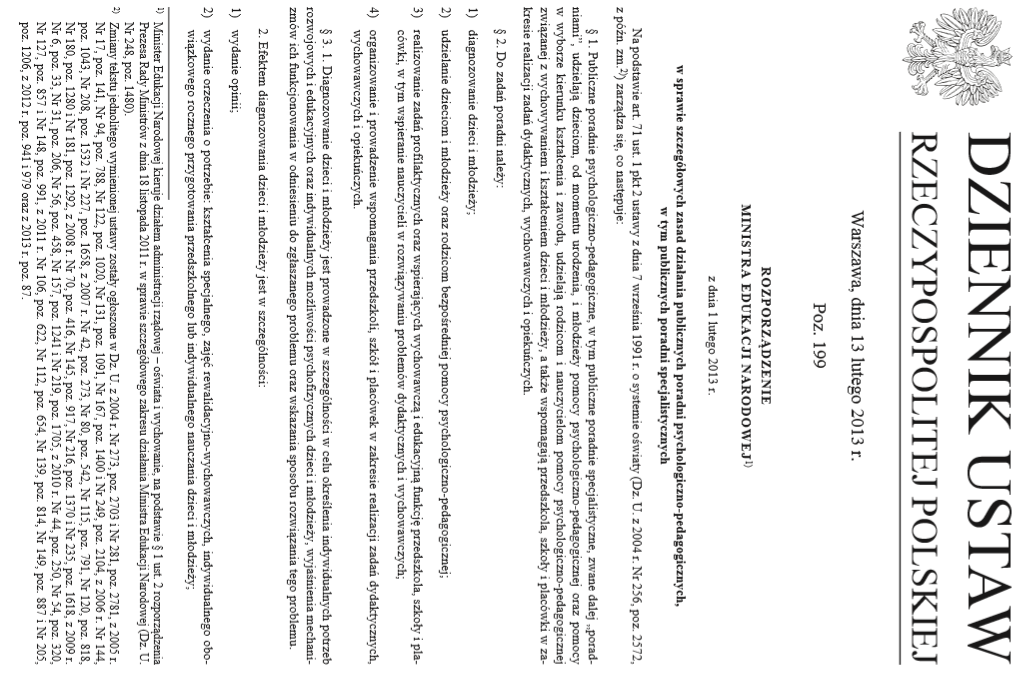 DZIENNIK USTAW
RZECZYPOSPOLITEJ POLSKIEJ
Warszawa, dnia 13 lutego 2013 r.
Poz. 199
ROZPORZĄDZENIE
MINISTRA EDUKACJI NARODOWEJ1)
z dnia 1 lutego 2013 r.
w sprawie szczegółowych zasad działania publicznych poradni psychologiczno-pedagogicznych,
w tym publicznych poradni specjalistycznych
Na podstawie art. 71 ust. 1 pkt 2 ustawy z dnia 7 września 1991 r. o systemie oświaty (Dz. U. z 2004 r. Nr 256, poz. 2572,
z późn. zm.2)) zarządza się, co następuje:
§ 1. Publiczne poradnie psychologiczno-pedagogiczne, w tym publiczne poradnie specjalistyczne, zwane dalej „porad-
niami”, udzielają dzieciom, od momentu urodzenia, i młodzieży pomocy psychologiczno-pedagogicznej oraz pomocy
w wyborze kierunku kształcenia i zawodu, udzielają rodzicom i nauczycielom pomocy psychologiczno-pedagogicznej
związanej z wychowywaniem i kształceniem dzieci i młodzieży, a także wspomagają przedszkola, szkoły i placówki w za-
kresie realizacji zadań dydaktycznych, wychowawczych i opiekuńczych.
§ 2. Do zadań poradni należy:
1) diagnozowanie dzieci i młodzieży;
2) udzielanie dzieciom i młodzieży oraz rodzicom bezpośredniej pomocy psychologiczno-pedagogicznej;
3) realizowanie zadań profilaktycznych oraz wspierających wychowawczą i edukacyjną funkcję przedszkola, szkoły i pla-
cówki, w tym wspieranie nauczycieli w rozwiązywaniu problemów dydaktycznych i wychowawczych;
4) organizowanie i prowadzenie wspomagania przedszkoli, szkół i placówek w zakresie realizacji zadań dydaktycznych,
wychowawczych i opiekuńczych.
§ 3. 1. Diagnozowanie dzieci i młodzieży jest prowadzone w szczególności w celu określenia indywidualnych potrzeb
rozwojowych i edukacyjnych oraz indywidualnych możliwości psychofizycznych dzieci i młodzieży, wyjaśnienia mechani-
zmów ich funkcjonowania w odniesieniu do zgłaszanego problemu oraz wskazania sposobu rozwiązania tego problemu.
2. Efektem diagnozowania dzieci i młodzieży jest w szczególności:
1) wydanie opinii;
2) wydanie orzeczenia o potrzebie: kształcenia specjalnego, zajęć rewalidacyjno-wychowawczych, indywidualnego obo-
wiązkowego rocznego przygotowania przedszkolnego lub indywidualnego nauczania dzieci i młodzieży;
1) Minister Edukacji Narodowej kieruje działem administracji rządowej – oświata i wychowanie, na podstawie § 1 ust. 2 rozporządzenia
Prezesa Rady Ministrów z dnia 18 listopada 2011 r. w sprawie szczegółowego zakresu działania Ministra Edukacji Narodowej (Dz. U.
Nr 248, poz. 1480).
2) Zmiany tekstu jednolitego wymienionej ustawy zostały ogłoszone w Dz. U. z 2004 r. Nr 273, poz. 2703 i Nr 281, poz. 2781, z 2005 r.
Nr 17, poz. 141, Nr 94, poz. 788, Nr 122, poz. 1020, Nr 131, poz. 1091, Nr 167, poz. 1400 i Nr 249, poz. 2104, z 2006 r. Nr 144,
poz. 1043, Nr 208, poz. 1532 i Nr 227, poz. 1658, z 2007 r. Nr 42, poz. 273, Nr 80, poz. 542, Nr 115, poz. 791, Nr 120, poz. 818,
Nr 180, poz. 1280 i Nr 181, poz. 1292, z 2008 r. Nr 70, poz. 416, Nr 145, poz. 917, Nr 216, poz. 1370 i Nr 235, poz. 1618, z 2009 r.
Nr 6, poz. 33, Nr 31, poz. 206, Nr 56, poz. 458, Nr 157, poz. 1241 i Nr 219, poz. 1705, z 2010 r. Nr 44, poz. 250, Nr 54, poz. 320,
Nr 127, poz. 857 i Nr 148, poz. 991, z 2011 r. Nr 106, poz. 622, Nr 112, poz. 654, Nr 139, poz. 814, Nr 149, poz. 887 i Nr 205,
poz. 1206, z 2012 r. poz. 941 i 979 oraz z 2013 r. poz. 87.